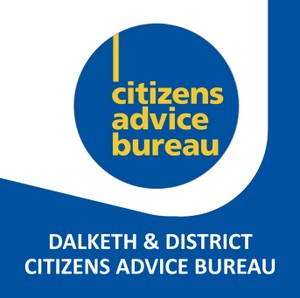 citizens
advice
bureau
DALKETH & DISTRICT
CITIZENS ADVICE BUREAU